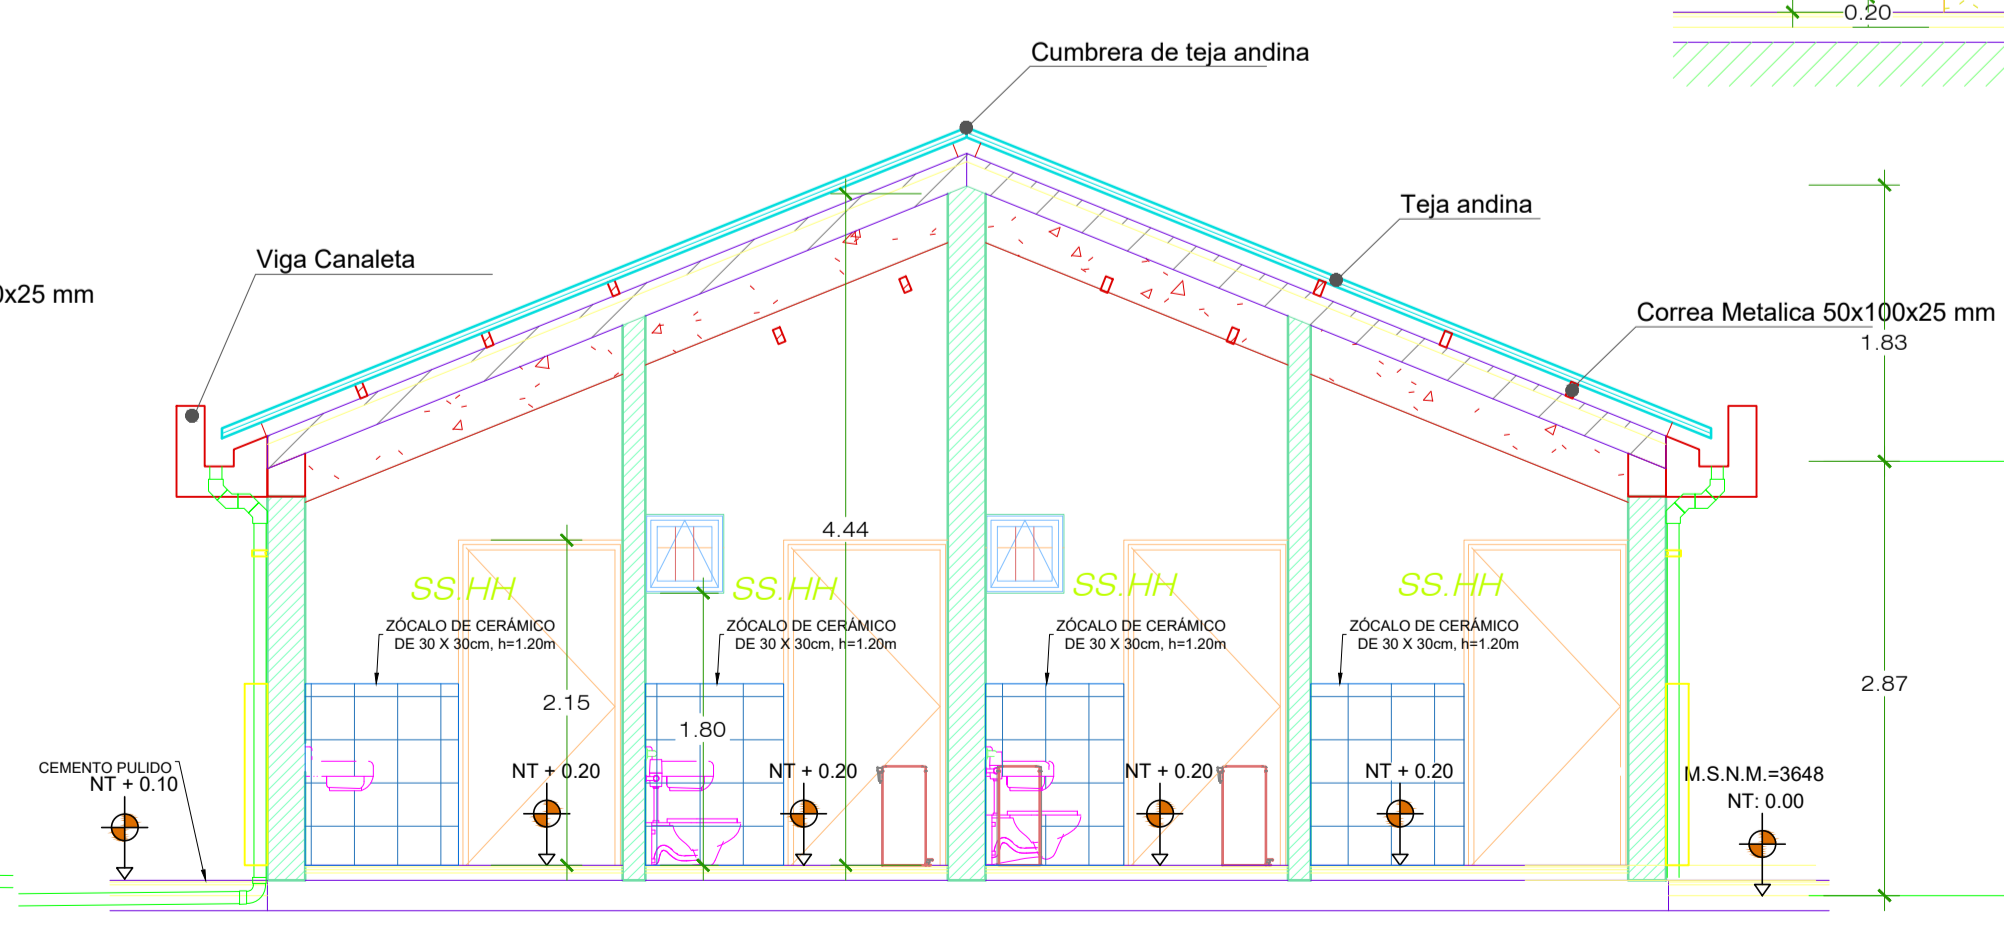 0.20
Cumbrera de teja andina
Teja andina
Viga Canaleta
0x25 mm
Correa Metalica 50x100x25 mm
1.83
4.44
SS.HH
SS.HH
SS.HH
SS.HH
ZÓCALO DE CERÁMICO
DE 30 X 30cm, h=1.20m
ZÓCALO DE CERÁMICO
DE 30 X 30cm, h=1.20m
ZÓCALO DE CERÁMICO
DE 30 X 30cm, h=1.20m
ZÓCALO DE CERÁMICO
DE 30 X 30cm, h=1.20m
2.87
2.15
1.80
CEMENTO PULIDO
NT + 0.10
NT + 0.20
NT + 0.20
NT + 0.20
NT + 0.20
M.S.N.M.=3648
NT: 0.00